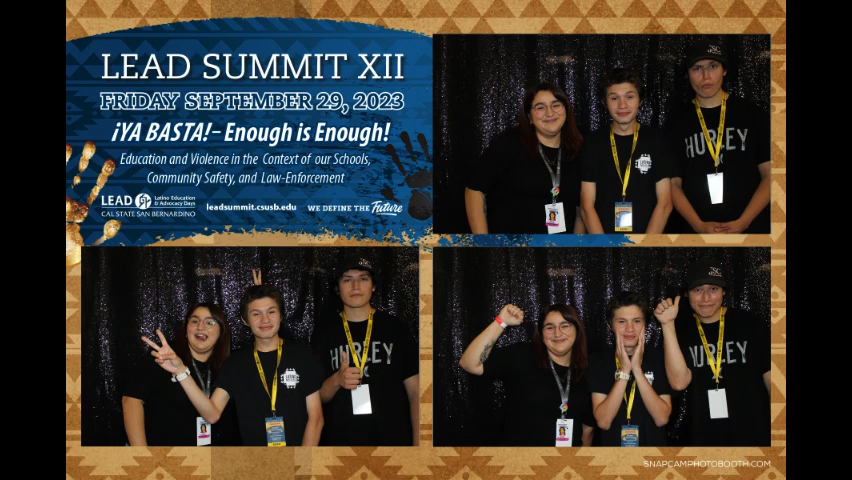 LEAD SUMMIT XII
FRIDAY SEPTEMBER 29, 2023
¡YA BASTA! – Enough is Enough!
Education and Violence in the Context of our Schools,
Community Safety, and Law-Enforcement
LEAD Latino Education
& Advocacy Days
CAL STATE SAN BERNARDINO
leadsummit.csusb.edu
WE DEFINE THE Future
HURLEY
HURLEY
HURLEY
SNAPCAMPHOTOBOOTH.COM